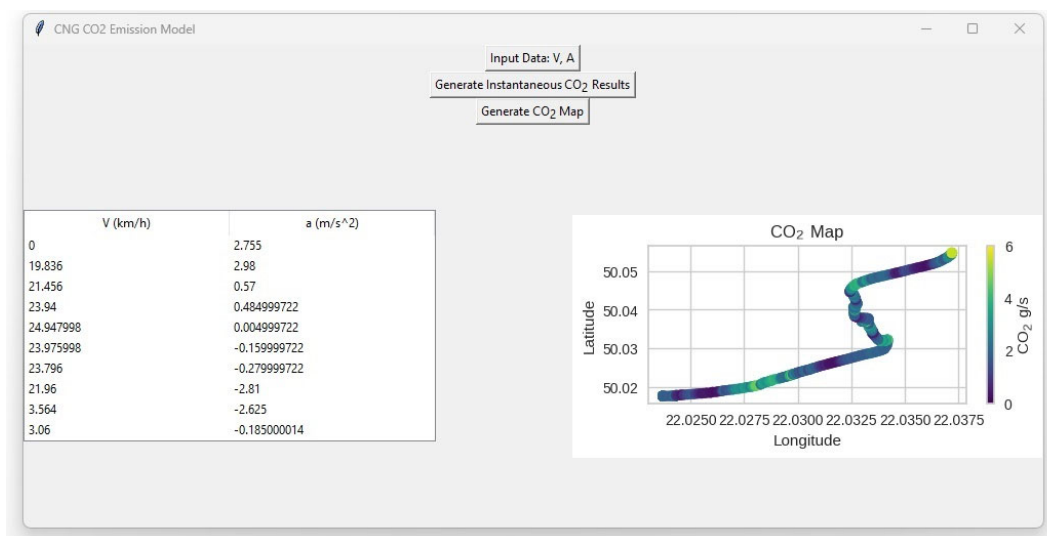 CNG CO2 Emission Model
Input Data: V, A
Generate Instantaneous CO₂ Results
Generate CO₂ Map
V (km/h) a (m/s^2)
0 2.755
19.836 2.98
21.456 0.57
23.94 0.484999722
24.947998 0.004999722
23.975998 -0.159999722
23.796 -0.279999722
21.96 -2.81
3.564 -2.625
3.06 -0.185000014
CO₂ Map
50.05
50.04
50.03
50.02
Latitude
22.0250 22.0275 22.0300 22.0325 22.0350 22.0375
Longitude
6
4
2
0
CO₂ g/s